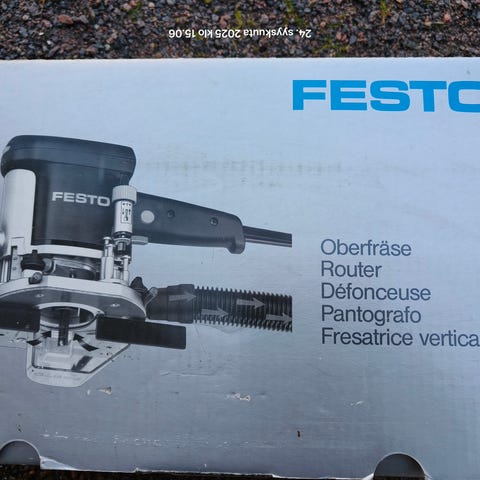 24. syyskuuta 2025 klo 15.06
FESTO
FESTO
Oberfräse
Router
Défonceuse
Pantografo
Fresatrice vertica